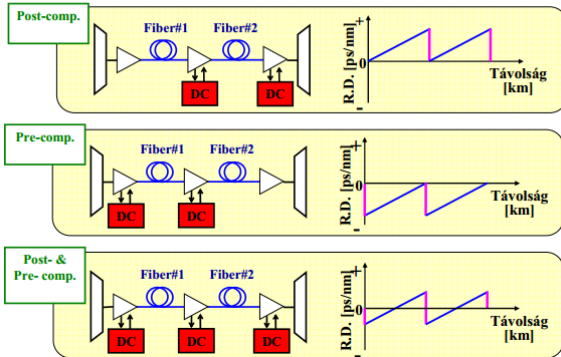 Post-comp.
Fiber#1 Fiber#2
DC DC
R.D. [ps/nm]
+
0
-
Távolság
[km]
Pre-comp.
Fiber#1 Fiber#2
DC DC
R.D. [ps/nm]
+
0
-
Távolság
[km]
Post- &
Pre- comp.
Fiber#1 Fiber#2
DC DC DC
R.D. [ps/nm]
+
0
-
Távolság
[km]